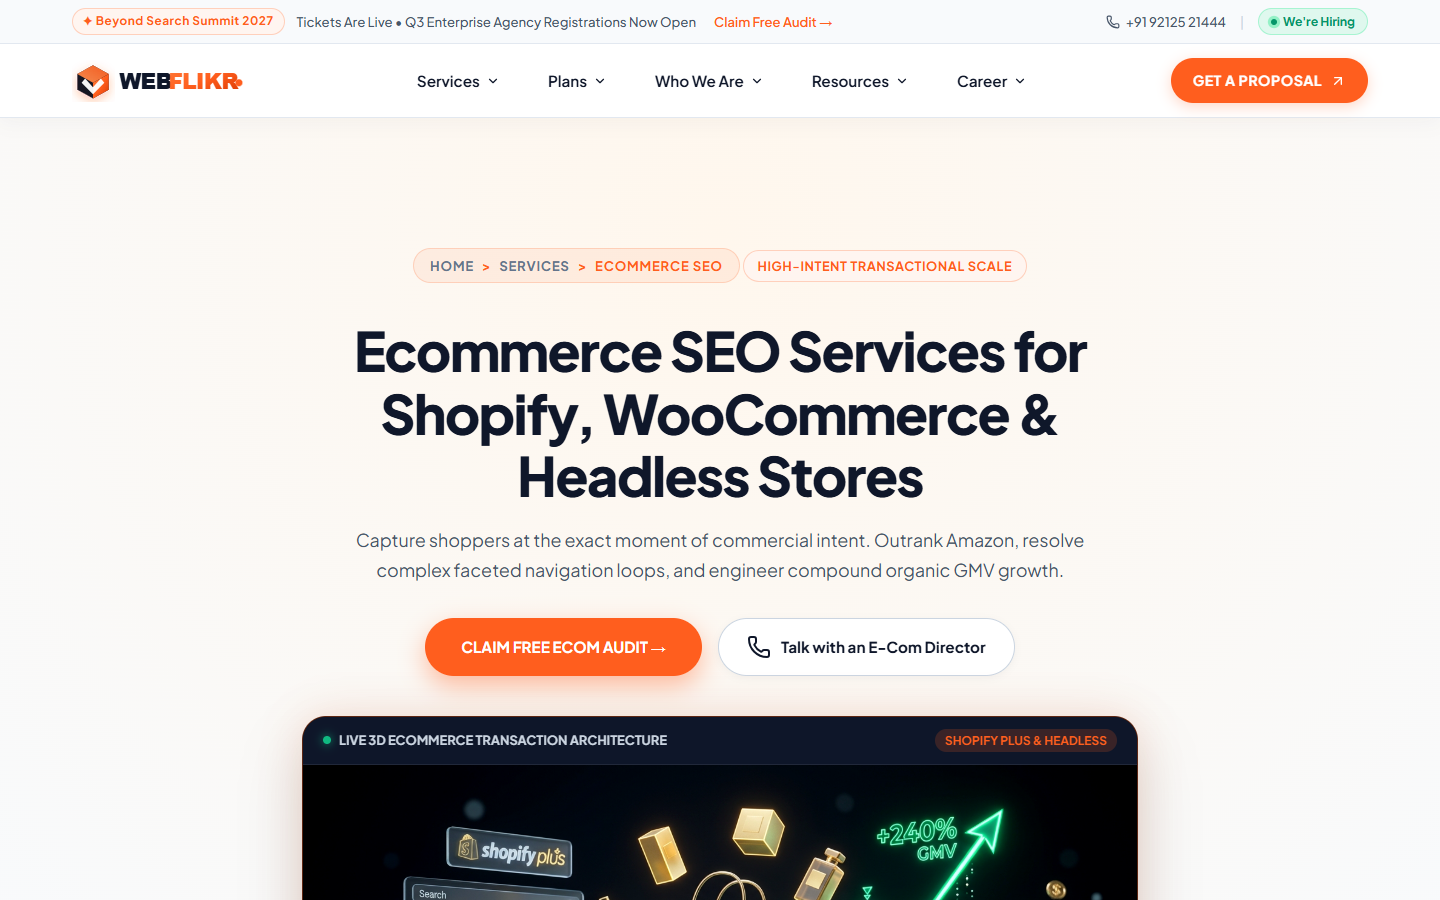 ✦ Beyond Search Summit 2027 Tickets Are Live • Q3 Enterprise Agency Registrations Now Open Claim Free Audit → +91 92125 21444 | We're Hiring
WEBFLIKR Services Plans Who We Are Resources Career GET A PROPOSAL
HOME > SERVICES > ECOMMERCE SEO HIGH-INTENT TRANSACTIONAL SCALE
Ecommerce SEO Services for
Shopify, WooCommerce &
Headless Stores
Capture shoppers at the exact moment of commercial intent. Outrank Amazon, resolve
complex faceted navigation loops, and engineer compound organic GMV growth.
CLAIM FREE ECOM AUDIT → Talk with an E-Com Director
LIVE 3D ECOMMERCE TRANSACTION ARCHITECTURE SHOPIFY PLUS & HEADLESS
shopify plus
+240%
GMV
Search